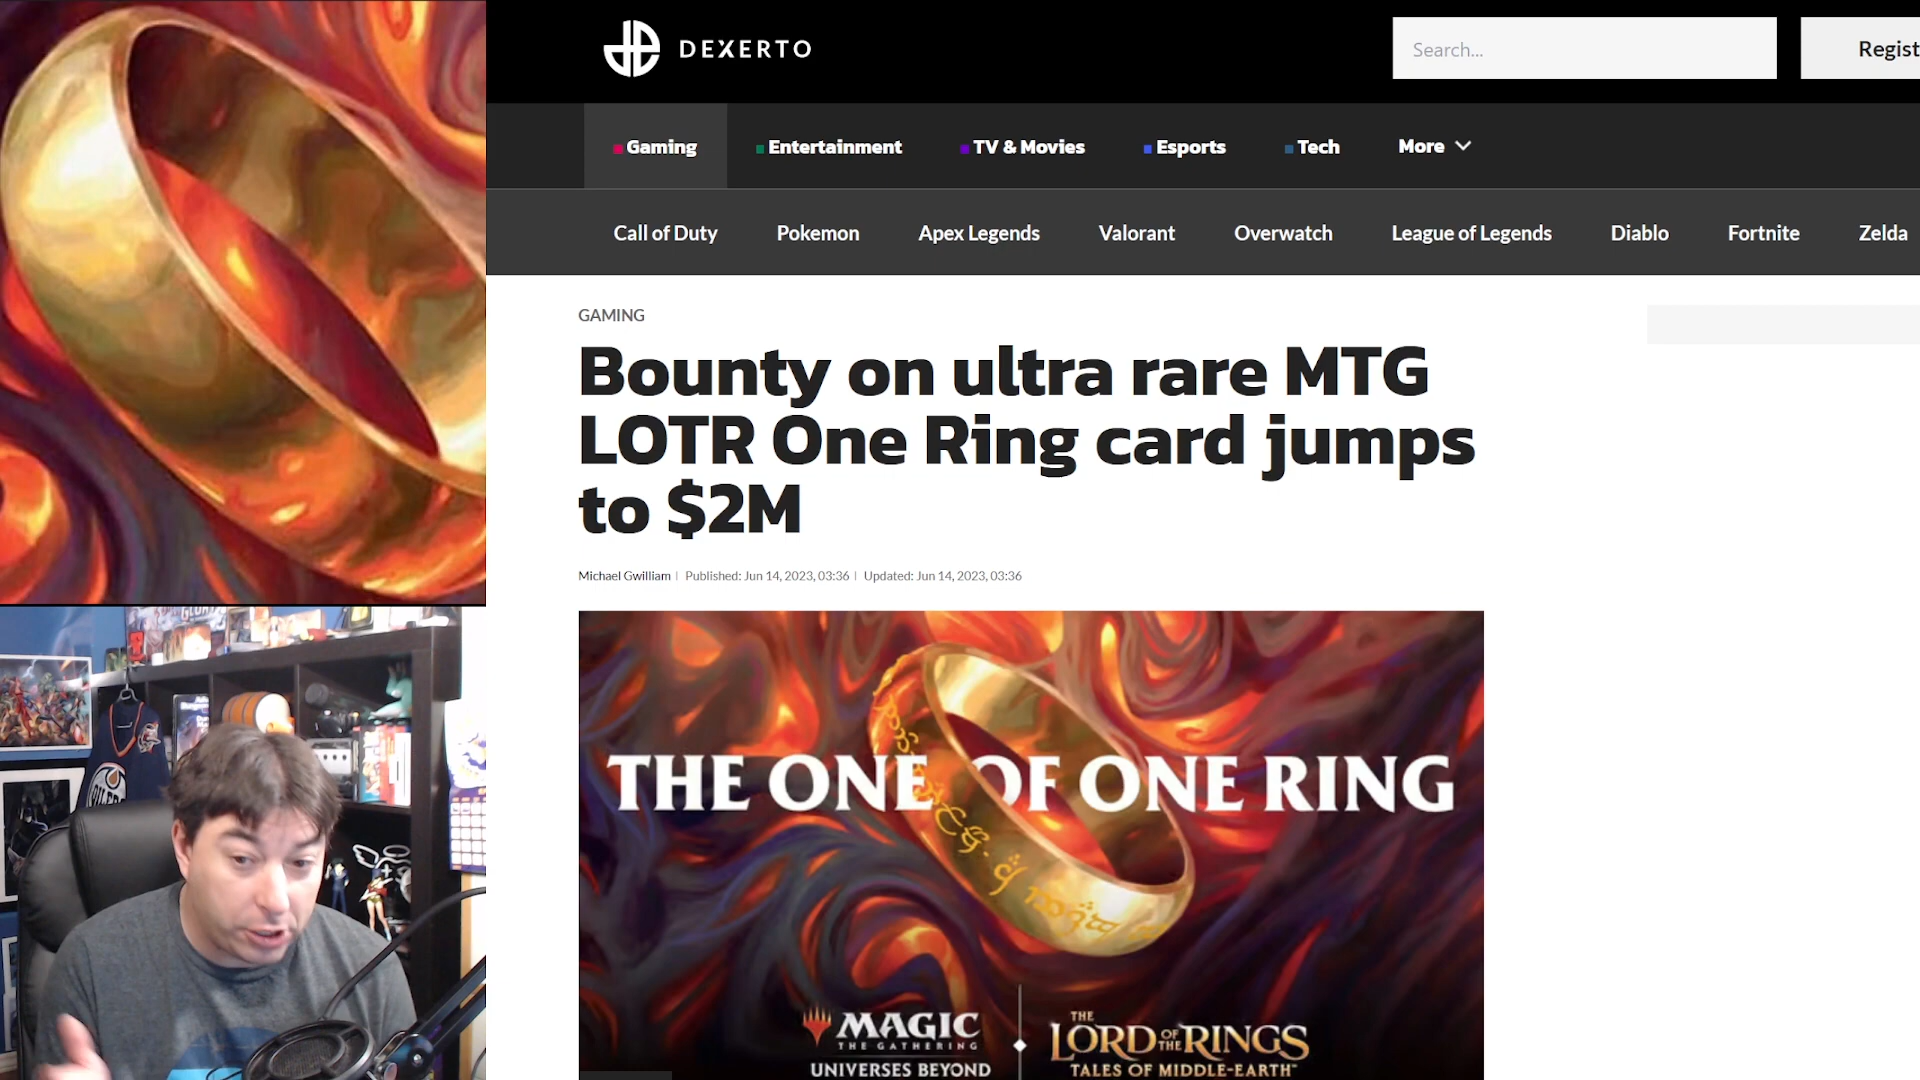 DEXERTO
Search...
Regist
Gaming
Entertainment
TV & Movies
Esports
Tech
More
Call of Duty
Pokemon
Apex Legends
Valorant
Overwatch
League of Legends
Diablo
Fortnite
Zelda
GAMING
Bounty on ultra rare MTG
LOTR One Ring card jumps
to $2M
Michael Gwilliam | Published: Jun 14, 2023, 03:36 | Updated: Jun 14, 2023, 03:36
THE ONE OF ONE RING
MAGIC
THE GATHERING
UNIVERSES BEYOND
THE
LORD OF THE RINGS
TALES OF MIDDLE-EARTH™
OILERS